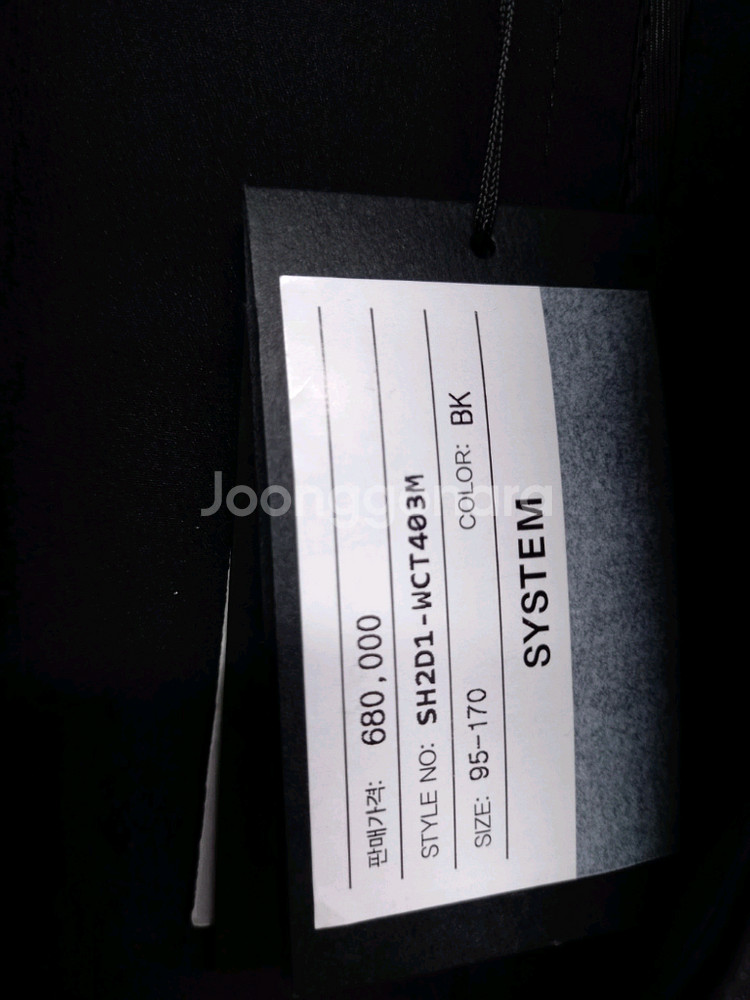 판매가격: 680,000
STYLE NO: SH2D1-WCT403M
SIZE: 95-170 COLOR: BK
SYSTEM
Joonggonara